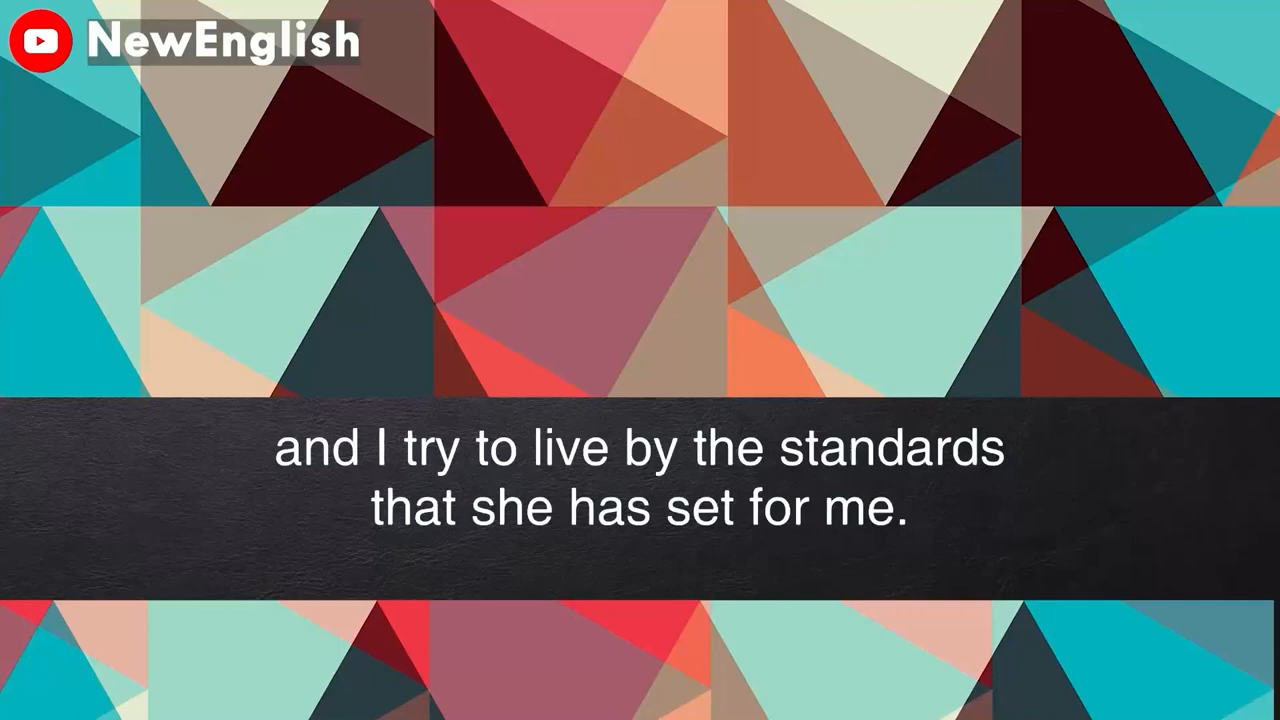 NewEnglish
and I try to live by the standards
that she has set for me.